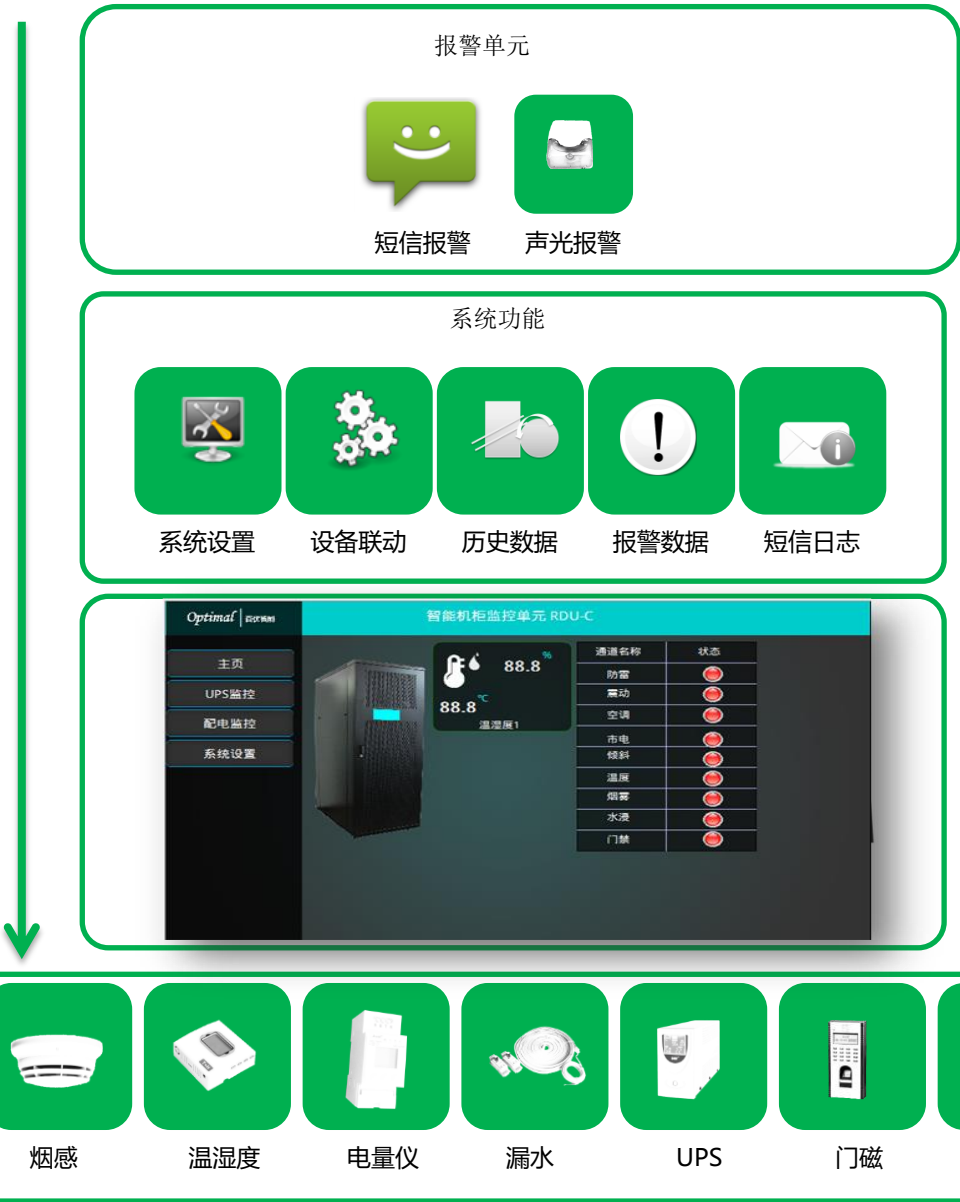 报警单元
短信报警 声光报警
系统功能
系统设置 设备联动 历史数据 报警数据 短信日志
Optimal
智能机柜监控单元 RDU-C
主页
UPS监控
配电监控
系统设置
88.8 %
88.8 ℃
温湿度1
通道名称 状态
防雷
震动
空调
市电
倾斜
温度
烟雾
水浸
门禁
烟感 温湿度 电量仪 漏水 UPS 门磁